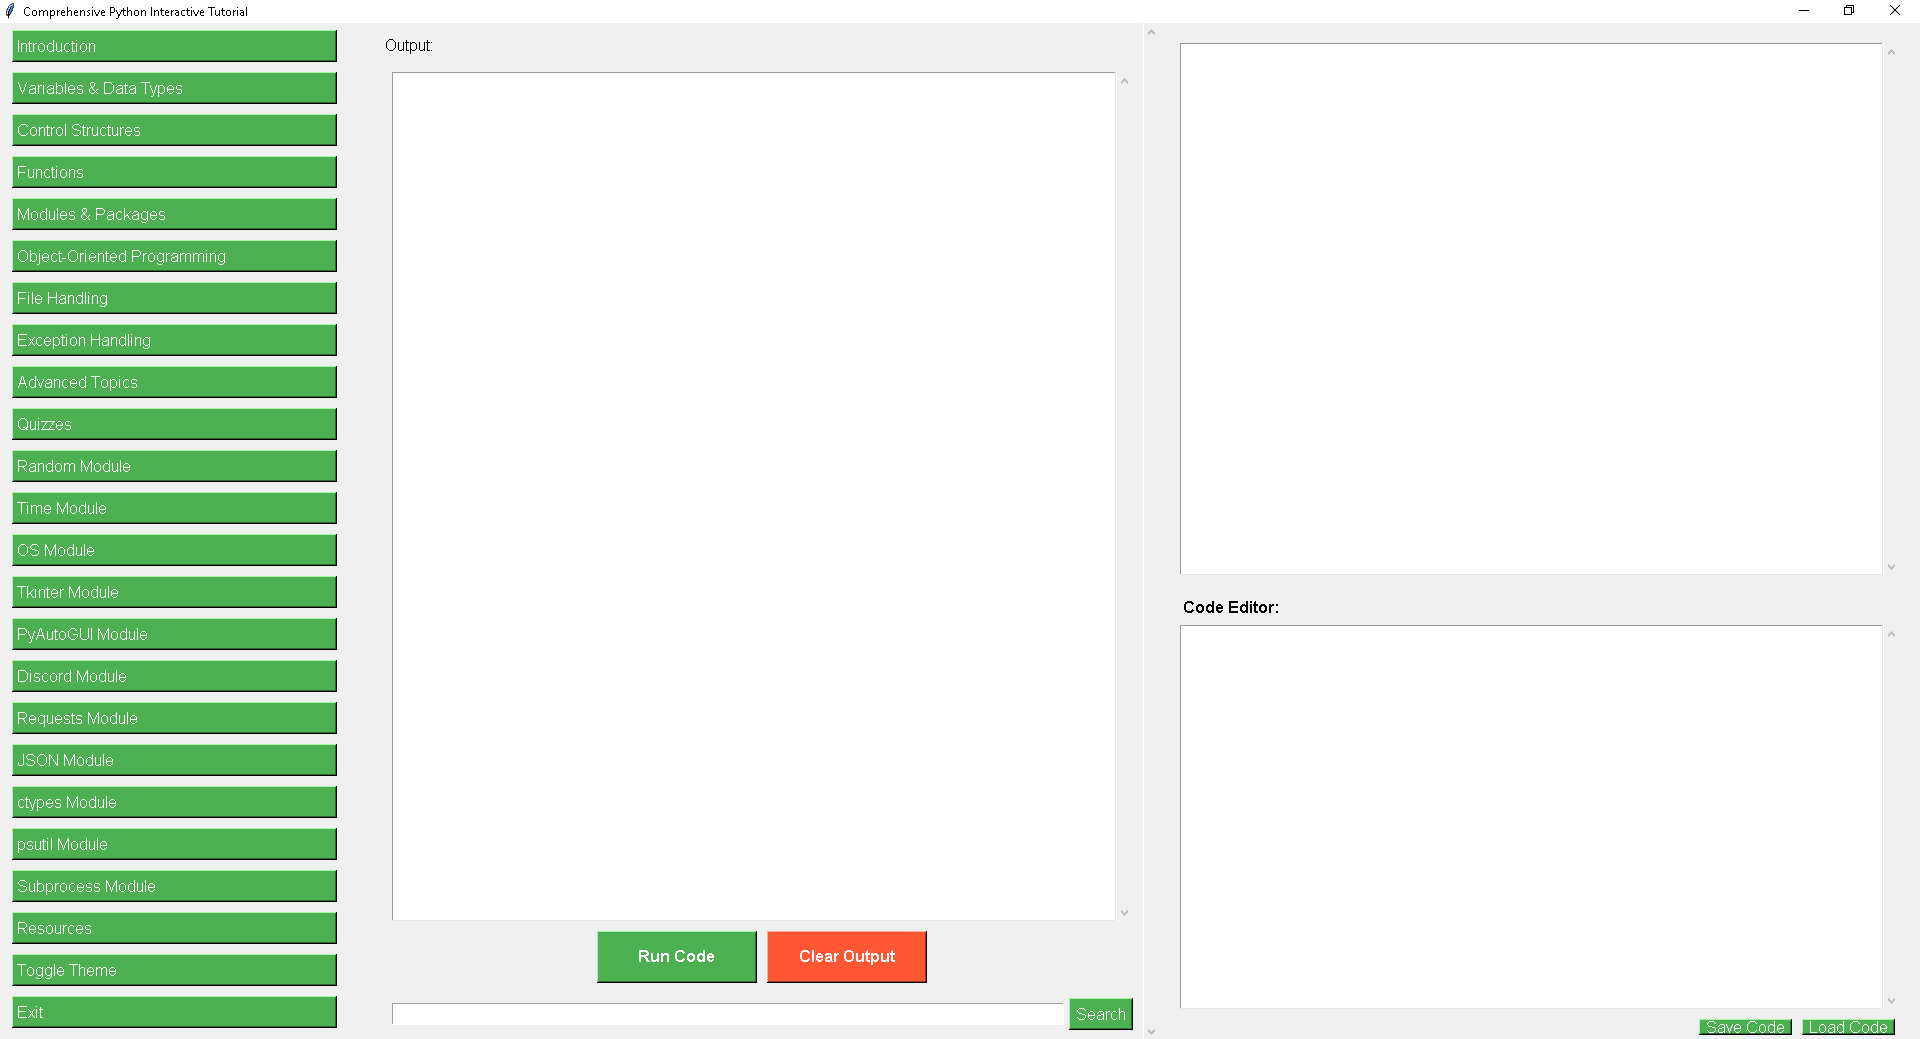 Comprehensive Python Interactive Tutorial
Introduction
Variables & Data Types
Control Structures
Functions
Modules & Packages
Object-Oriented Programming
File Handling
Exception Handling
Advanced Topics
Quizzes
Random Module
Time Module
OS Module
Tkinter Module
PyAutoGUI Module
Discord Module
Requests Module
JSON Module
ctypes Module
psutil Module
Subprocess Module
Resources
Toggle Theme
Exit
Output:
Run Code
Clear Output
Search
Code Editor:
Save Code
Load Code